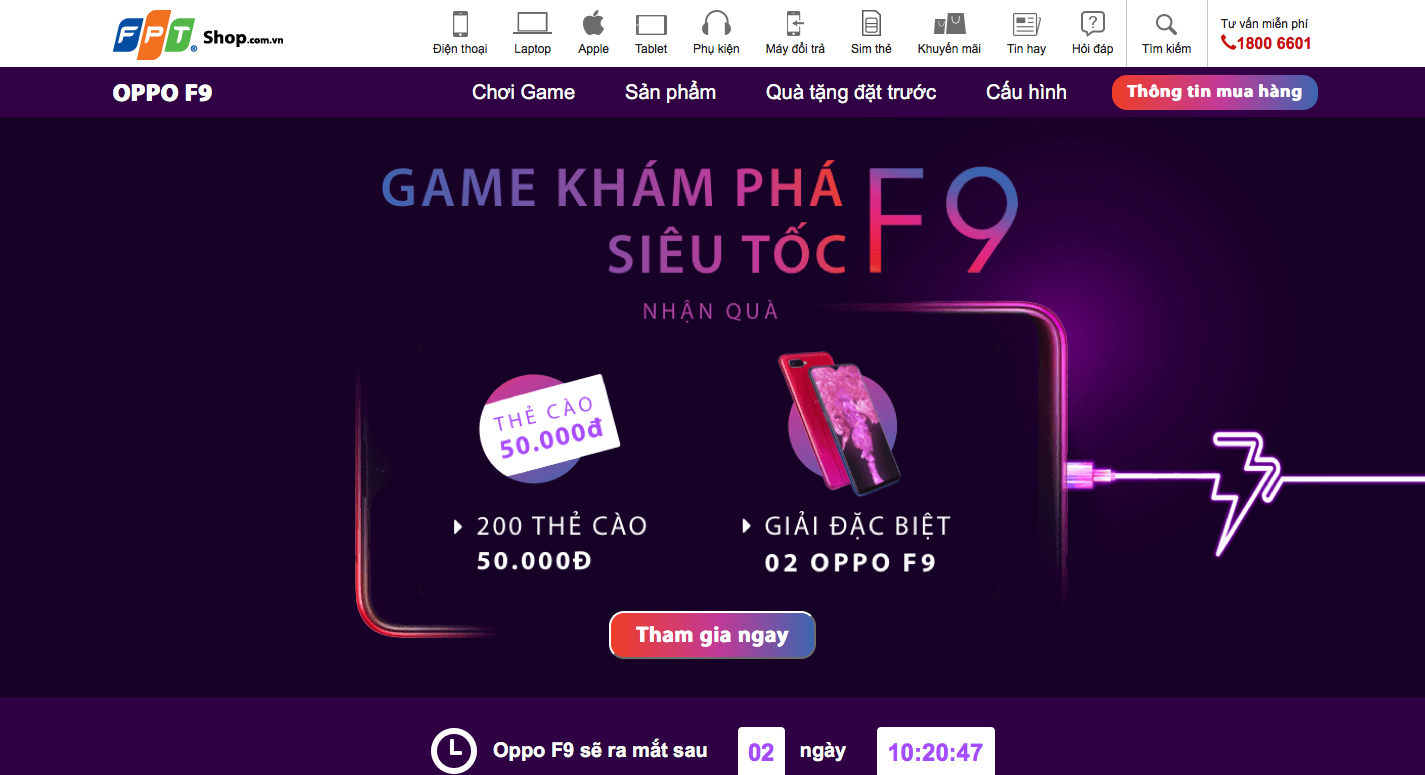 FPT® Shop.com.vn
Điện thoại
Laptop
Apple
Tablet
Phụ kiện
Máy đổi trả
Sim thẻ
Khuyến mãi
Tin hay
Hỏi đáp
Tìm kiếm
Tư vấn miễn phí
1800 6601
OPPO F9
Chơi Game
Sản phẩm
Quà tặng đặt trước
Cấu hình
Thông tin mua hàng
GAME KHÁM PHÁ
SIÊU TỐC
F9
NHẬN QUÀ
THẺ CÀO
50.000đ
200 THẺ CÀO
50.000Đ
GIẢI ĐẶC BIỆT
02 OPPO F9
Tham gia ngay
Oppo F9 sẽ ra mắt sau 02 ngày 10:20:47